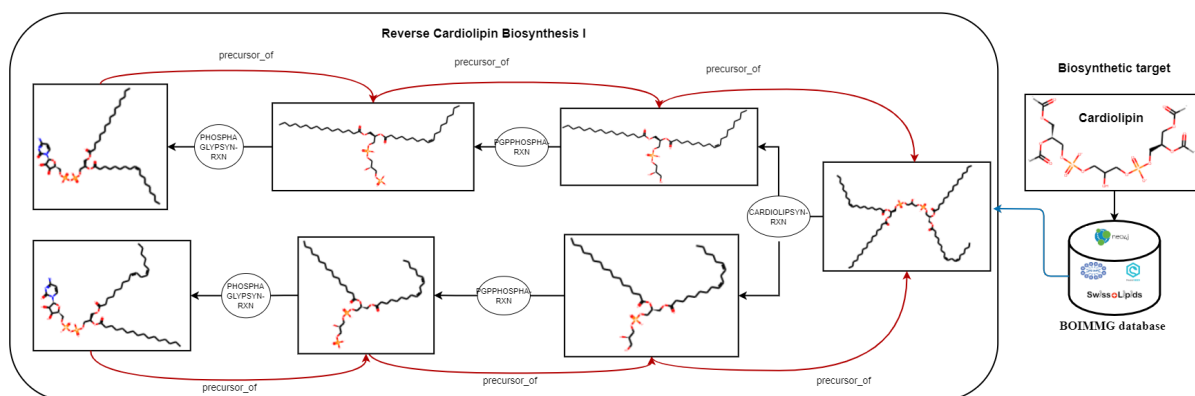 Reverse Cardiolipin Biosynthesis I
precursor_of
precursor_of
precursor_of
PHOSPHA
GLYPSYN-
RXN
PGPPHOSPHA-
RXN
CARDIOLIPSYN-
RXN
PHOSPHA
GLYPSYN-
RXN
PGPPHOSPHA-
RXN
precursor_of
precursor_of
precursor_of
Biosynthetic target
Cardiolipin
neo4j
SwissLipids
BOIMMG database